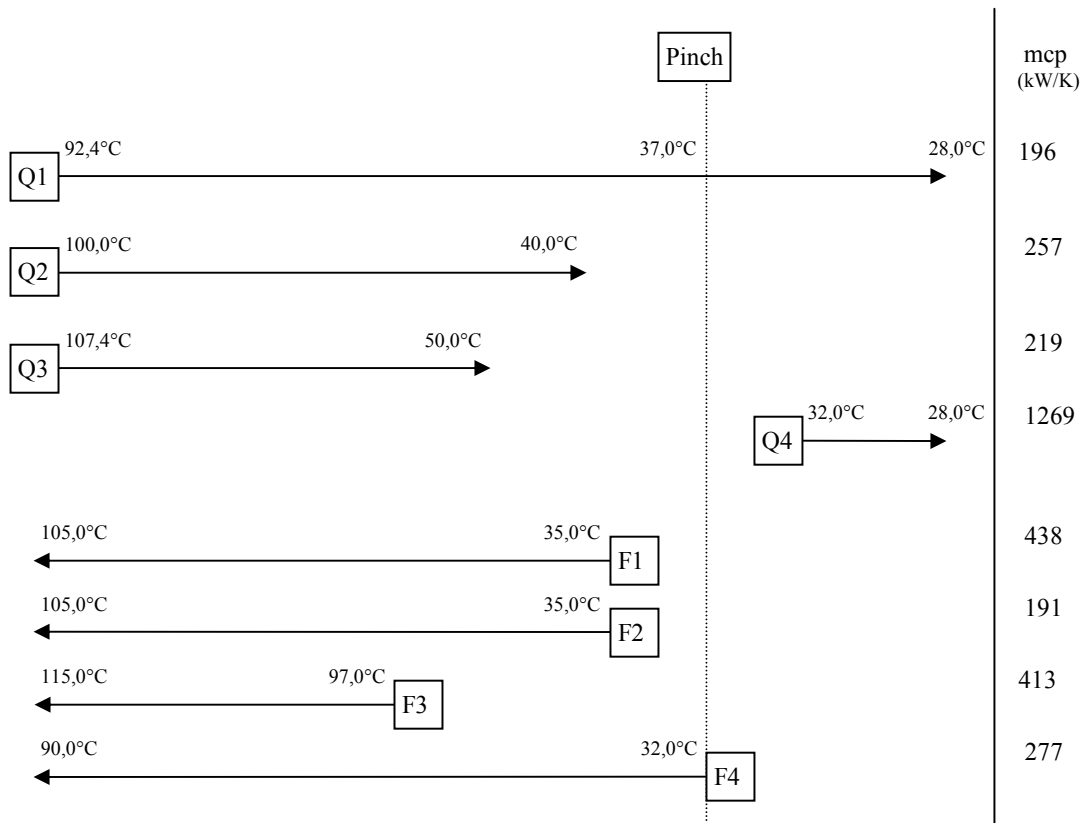 Pinch
mcp
(kW/K)
92,4°C 37,0°C 28,0°C 196
Q1
100,0°C 40,0°C 257
Q2
107,4°C 50,0°C 219
Q3
32,0°C 28,0°C 1269
Q4
105,0°C 35,0°C 438
F1
105,0°C 35,0°C 191
F2
115,0°C 97,0°C 413
F3
90,0°C 32,0°C 277
F4